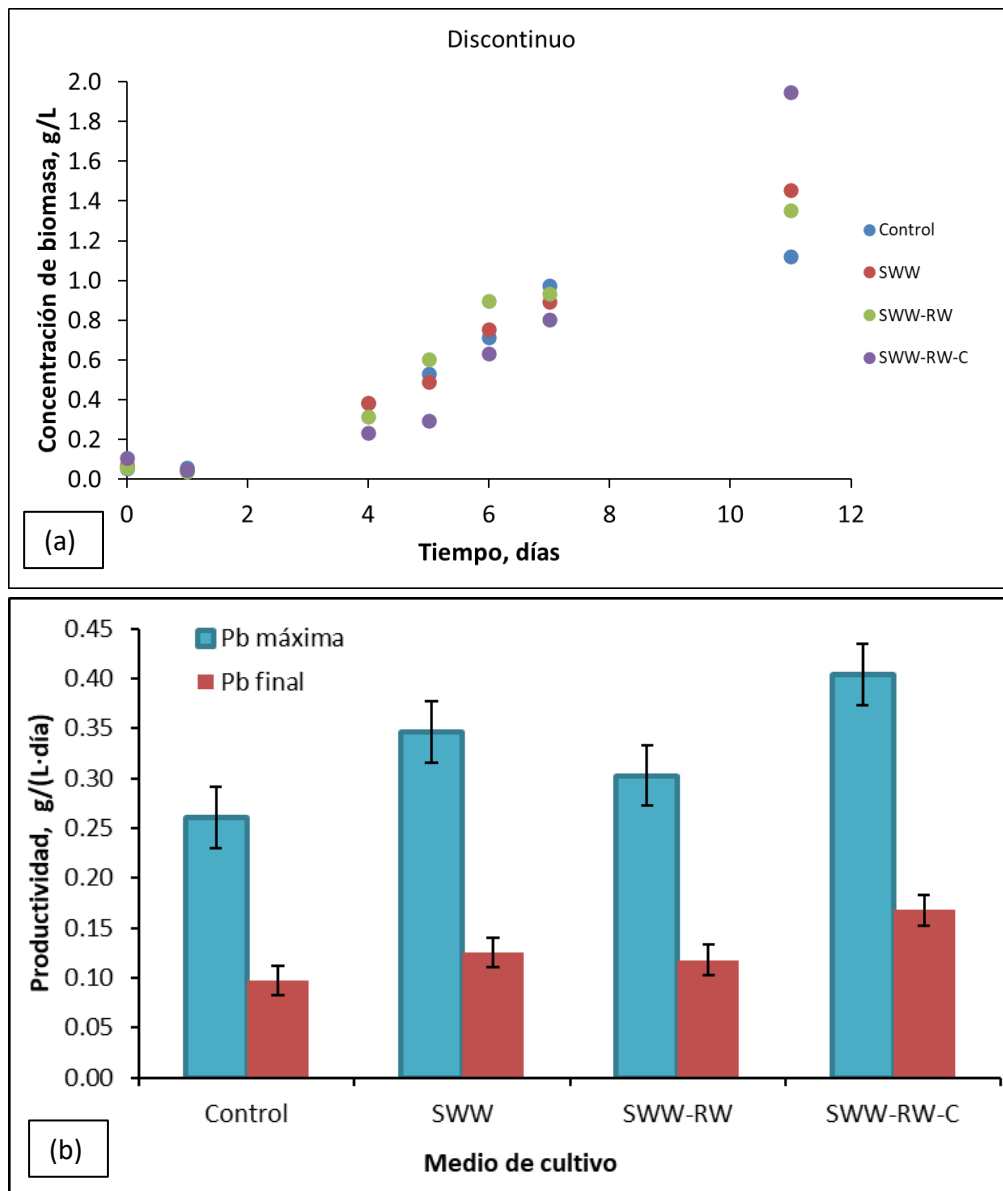 Discontinuo
Concentración de biomasa, g/L
2.0
1.8
1.6
1.4
1.2
1.0
0.8
0.6
0.4
0.2
0.0
0 2 4 6 8 10 12
Tiempo, días
Control
SWW
SWW-RW
SWW-RW-C
(a)
Productividad, g/(L·día)
0.45
0.40
0.35
0.30
0.25
0.20
0.15
0.10
0.05
0.00
Pb máxima
Pb final
Control SWW SWW-RW SWW-RW-C
Medio de cultivo
(b)